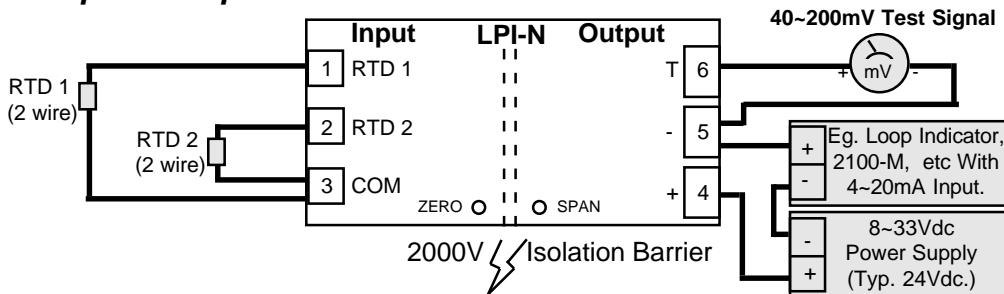 40~200mV Test Signal
Input
LPI-N
Output
1
RTD 1
T
6
+
mV
-
RTD 1
(2 wire)
2
RTD 2
-
5
RTD 2
(2 wire)
+
-
Eg. Loop Indicator,
2100-M, etc With
4~20mA Input.
3
COM
+
4
ZERO
SPAN
-
+
8~33Vdc
Power Supply
(Typ. 24Vdc.)
2000V
Isolation Barrier